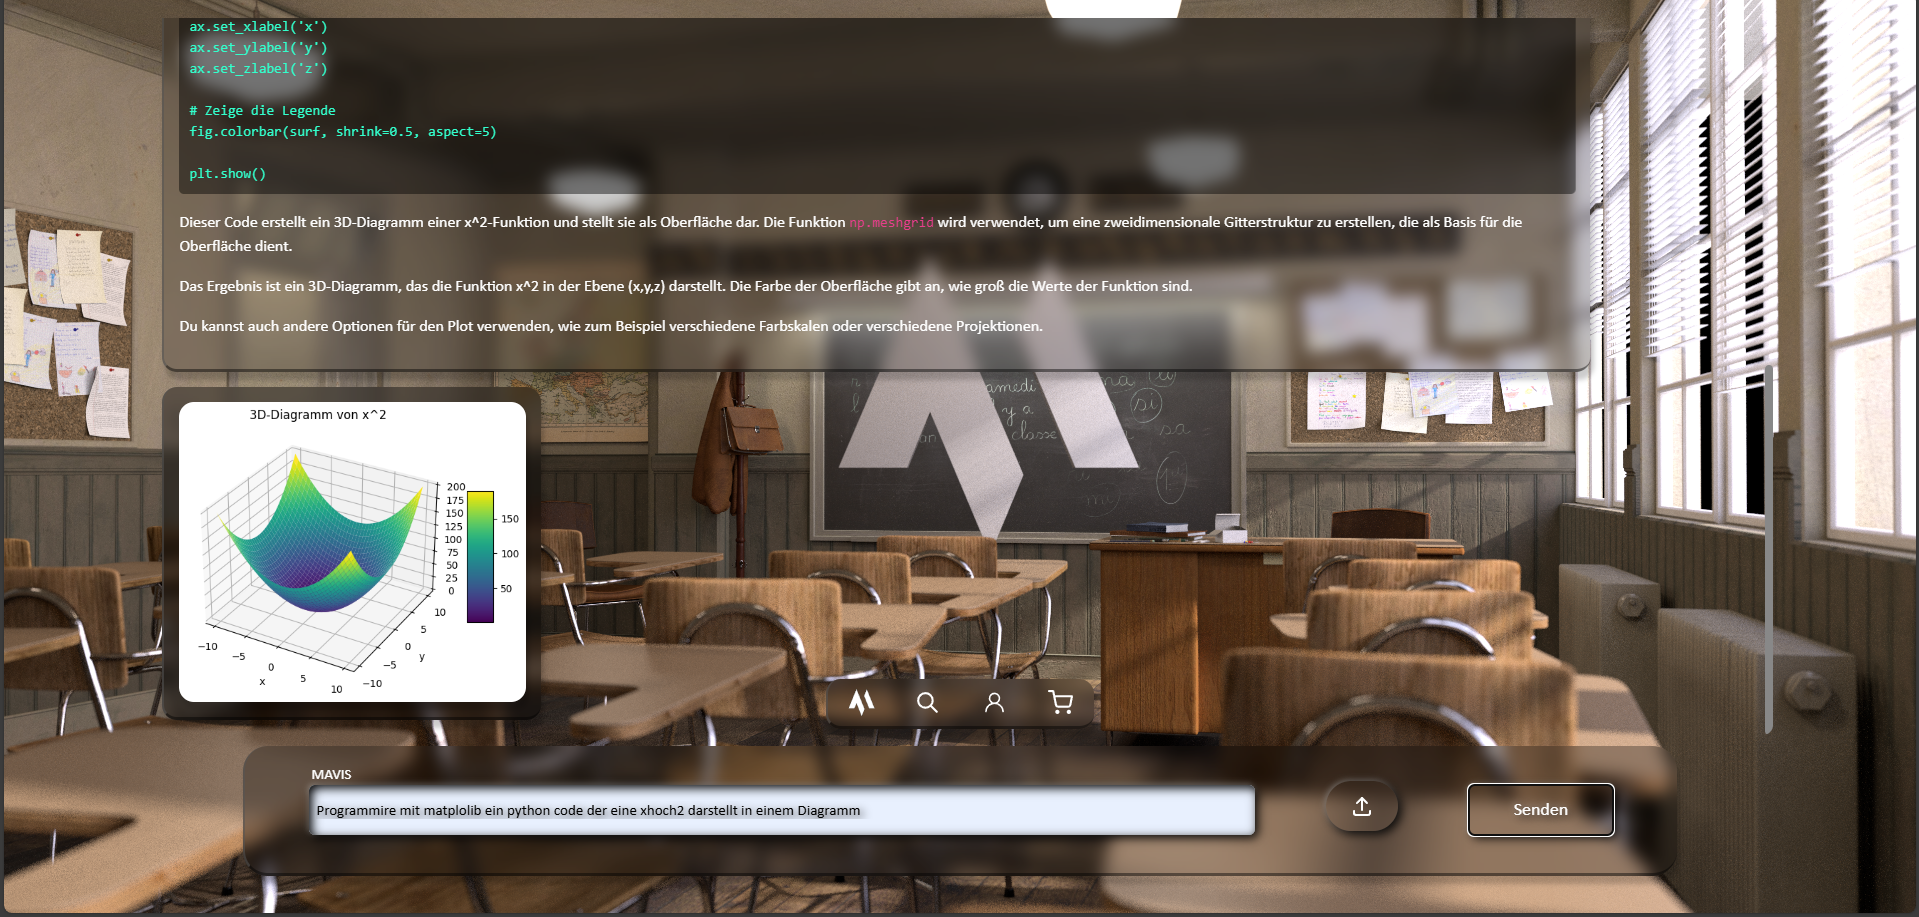 ax.set_xlabel('x')
ax.set_ylabel('y')
ax.set_zlabel('z')
# Zeige die Legende
fig.colorbar(surf, shrink=0.5, aspect=5)
plt.show()
Dieser Code erstellt ein 3D-Diagramm einer x^2-Funktion und stellt sie als Oberfläche dar. Die Funktion np.meshgrid wird verwendet, um eine zweidimensionale Gitterstruktur zu erstellen, die als Basis für die
Oberfläche dient.
Das Ergebnis ist ein 3D-Diagramm, das die Funktion x^2 in der Ebene (x,y,z) darstellt. Die Farbe der Oberfläche gibt an, wie groß die Werte der Funktion sind.
Du kannst auch andere Optionen für den Plot verwenden, wie zum Beispiel verschiedene Farbskalen oder verschiedene Projektionen.
amedi
si
y a
classe
sa
3D-Diagramm von x^2
200
175
150
125
100
75
50
25
0
150
100
50
10
5
0
−5
−10
y
−10
−5
0
5
10
x
MAVIS
Programmire mit matplolib ein python code der eine xhoch2 darstellt in einem Diagramm
Senden